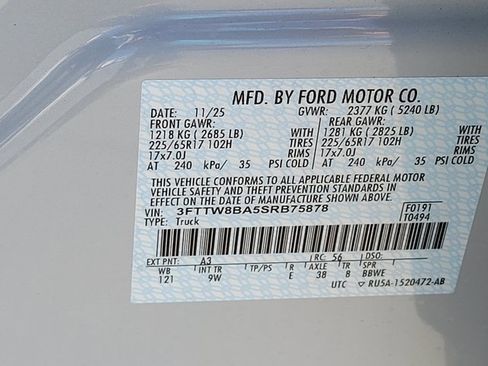 MFD. BY FORD MOTOR CO.
DATE: 11/25 GVWR: 2377 KG ( 5240 LB)
FRONT GAWR: REAR GAWR:
1218 KG ( 2685 LB) 1281 KG ( 2825 LB)
225/65R17 102H TIRES 225/65R17 102H TIRES
17x7.0J RIMS 17x7.0J RIMS
AT 240 kPa/ 35 PSI COLD AT 240 kPa/ 35 PSI COLD
THIS VEHICLE CONFORMS TO ALL APPLICABLE FEDERAL MOTOR
VEHICLE SAFETY STANDARDS IN EFFECT ON THE DATE OF
MANUFACTURE SHOWN ABOVE.
VIN: 3FTTW8BA5SRB75878 F0191
TYPE: Truck T0494
EXT PNT: A3 RC: 56 DSO:
WB INT TR TP/PS R AXLE TR SPR
121 9W E 3B 8 BBWE
UTC ▽ RU5A-1520472-AB